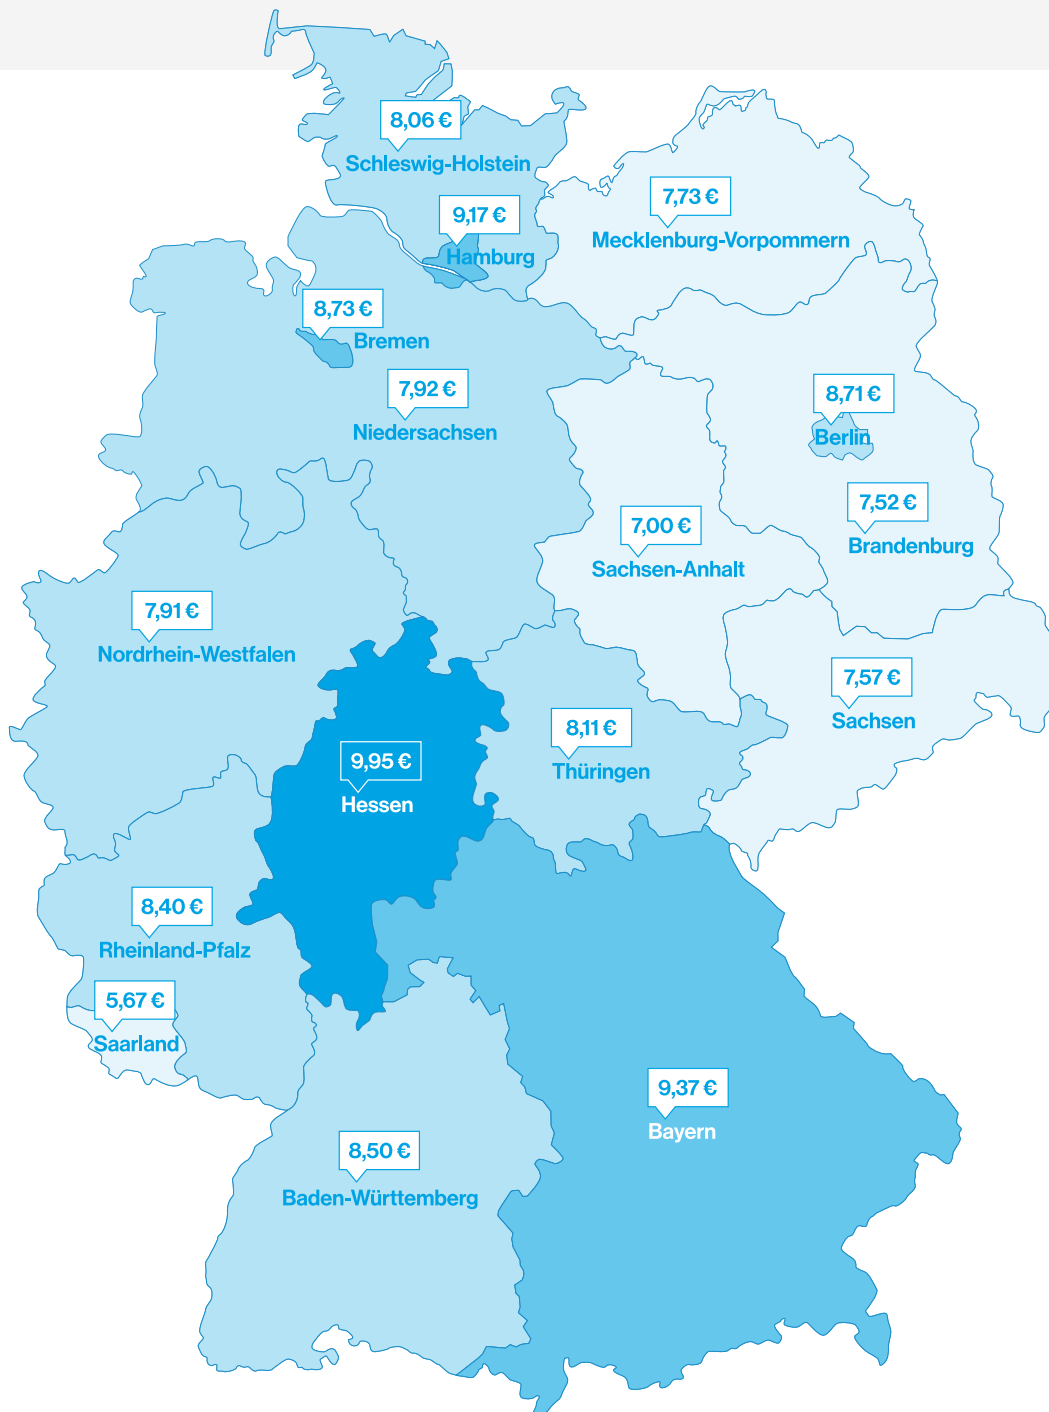 8,06 €
Schleswig-Holstein
7,73 €
Mecklenburg-Vorpommern
9,17 €
Hamburg
8,73 €
Bremen
7,92 €
Niedersachsen
8,71 €
Berlin
7,52 €
Brandenburg
7,00 €
Sachsen-Anhalt
7,91 €
Nordrhein-Westfalen
7,57 €
Sachsen
8,11 €
Thüringen
9,95 €
Hessen
8,40 €
Rheinland-Pfalz
5,67 €
Saarland
9,37 €
Bayern
8,50 €
Baden-Württemberg